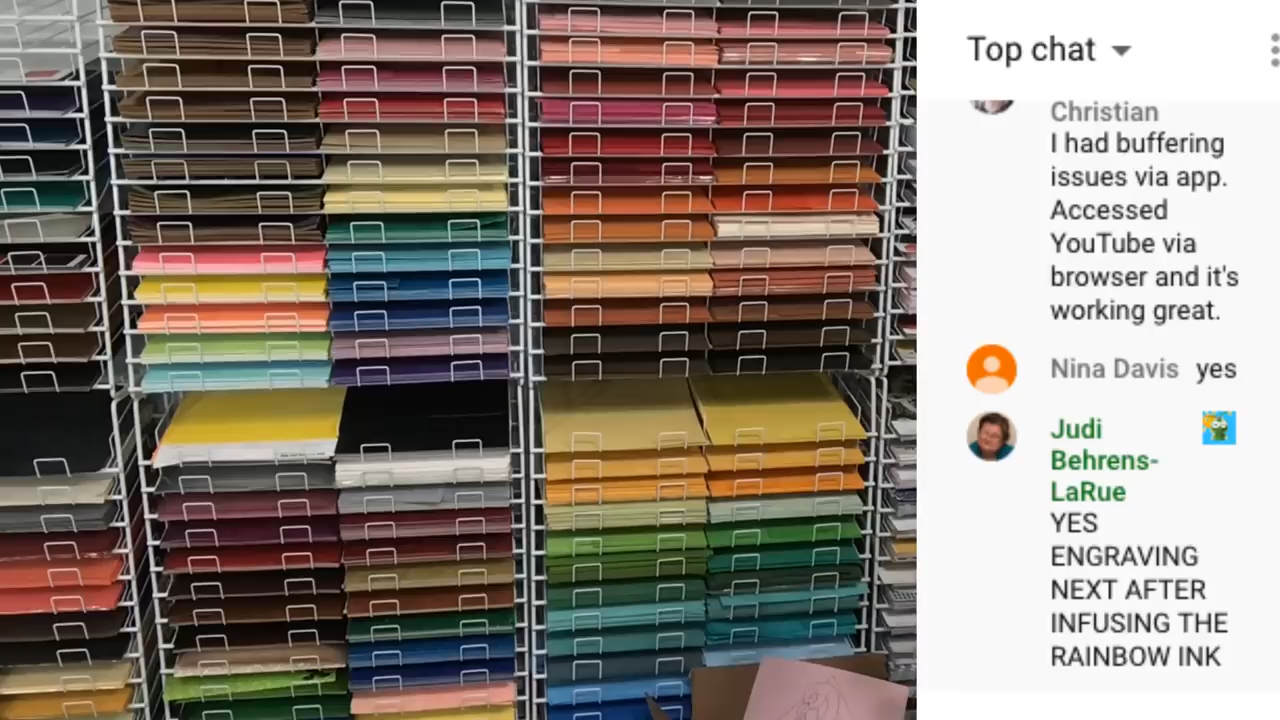 Top chat
Christian
I had buffering
issues via app.
Accessed
YouTube via
browser and it's
working great.
Nina Davis yes
Judi
Behrens-
LaRue
YES
ENGRAVING
NEXT AFTER
INFUSING THE
RAINBOW INK